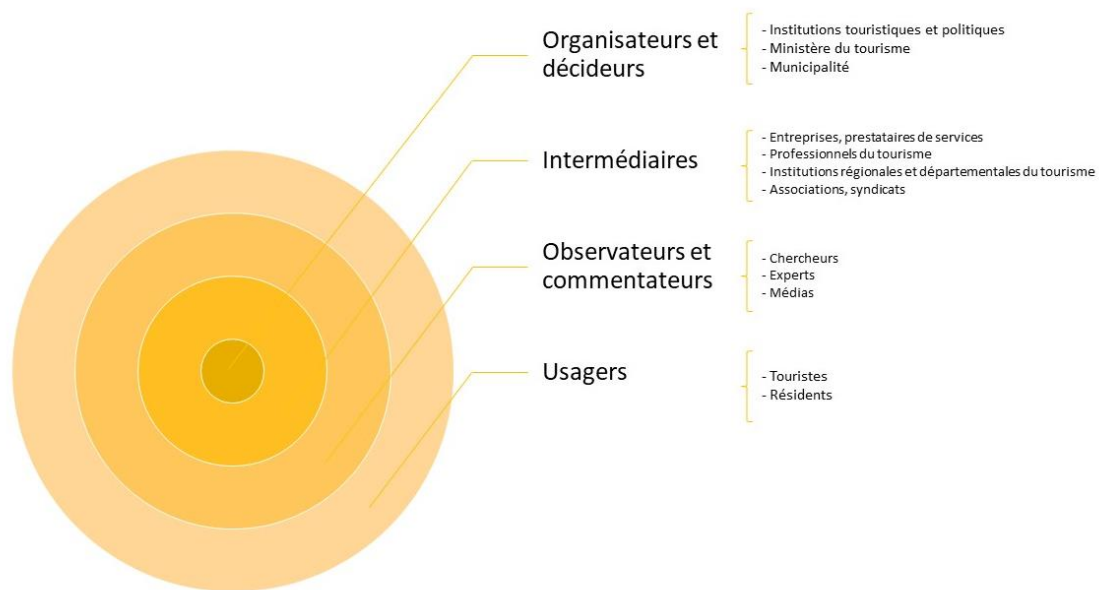 Organisateurs et
décideurs
- Institutions touristiques et politiques
- Ministère du tourisme
- Municipalité
Intermédiaires
- Entreprises, prestataires de services
- Professionnels du tourisme
- Institutions régionales et départementales du tourisme
- Associations, syndicats
Observateurs et
commentateurs
- Chercheurs
- Experts
- Médias
Usagers
- Touristes
- Résidents